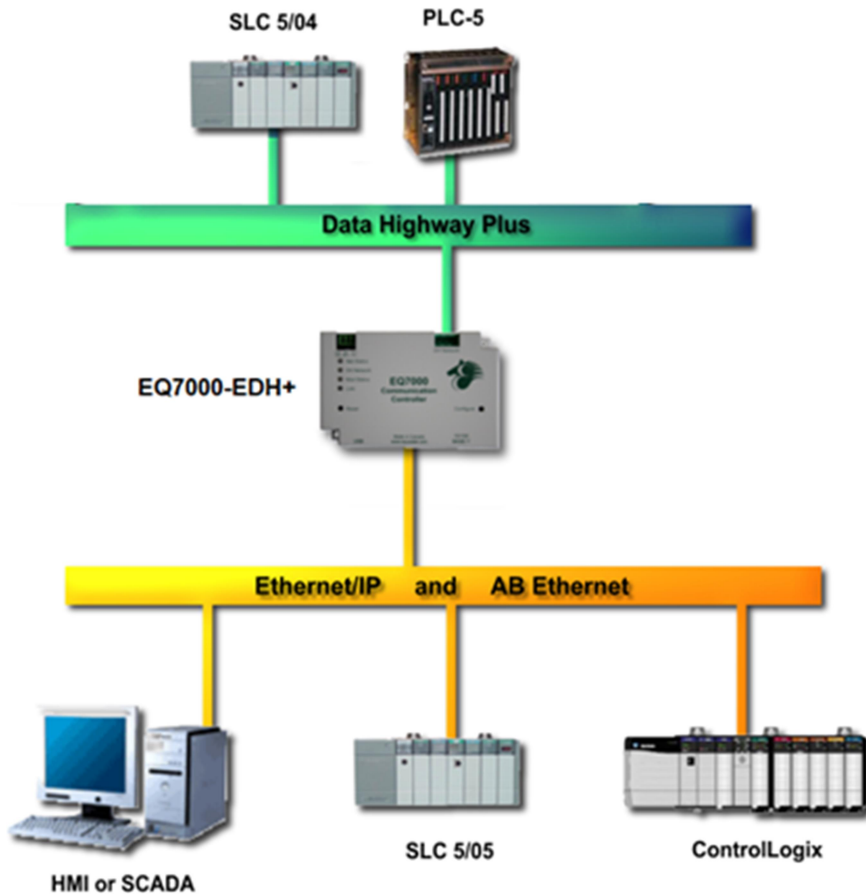 SLC 5/04
PLC-5
Data Highway Plus
EQ7000-EDH+
EQ7000
Communication
Controller
Configure
Ethernet/IP and AB Ethernet
HMI or SCADA
SLC 5/05
ControlLogix